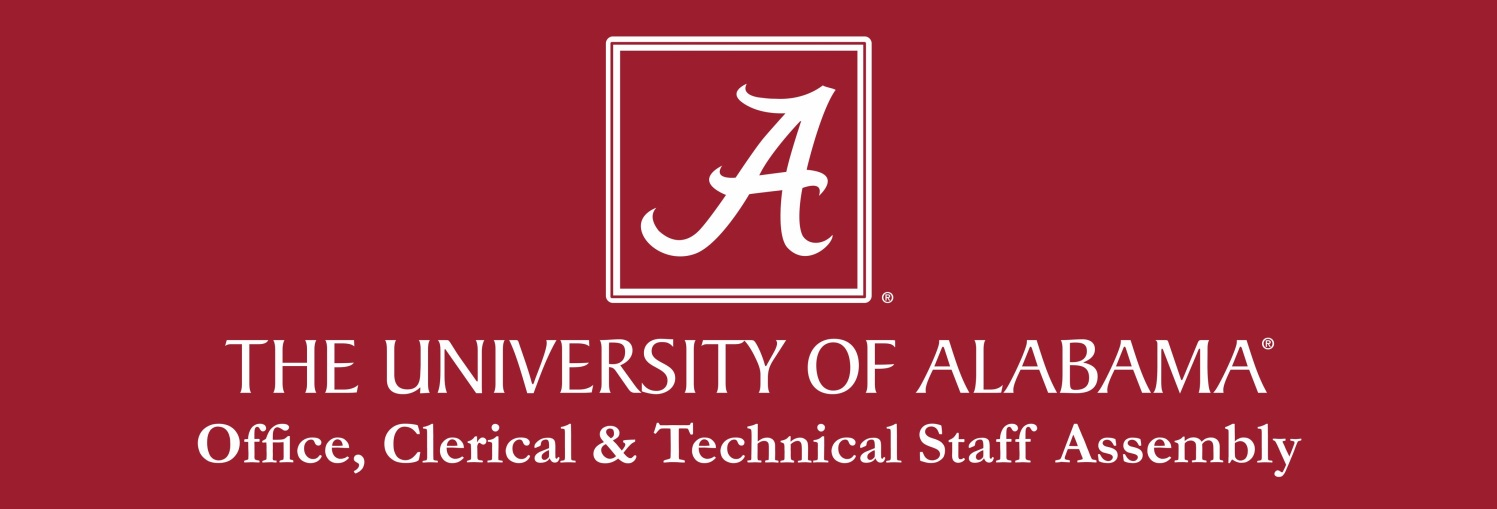 A
®
THE UNIVERSITY OF ALABAMA®
Office, Clerical & Technical Staff Assembly